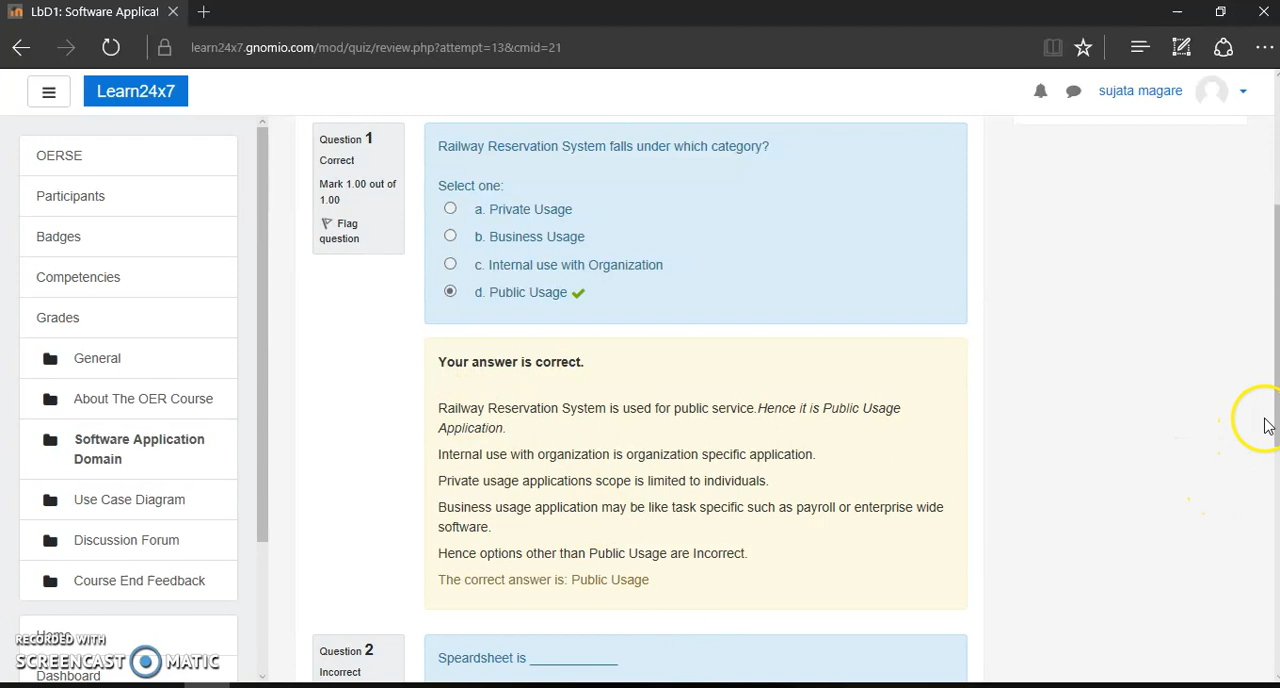 LbD1: Software Applicat
learn24x7.gnomio.com/mod/quiz/review.php?attempt=13&cmid=21
Learn24x7
sujata magare
OERSE
Participants
Badges
Competencies
Grades
General
About The OER Course
Software Application
Domain
Use Case Diagram
Discussion Forum
Course End Feedback
Home
Dashboard
RECORDED WITH
SCREENCAST MATIC
Question 1
Correct
Mark 1.00 out of
1.00
Flag
question
Railway Reservation System falls under which category?
Select one:
a. Private Usage
b. Business Usage
c. Internal use with Organization
d. Public Usage
Your answer is correct.
Railway Reservation System is used for public service.Hence it is Public Usage
Application.
Internal use with organization is organization specific application.
Private usage applications scope is limited to individuals.
Business usage application may be like task specific such as payroll or enterprise wide
software.
Hence options other than Public Usage are Incorrect.
The correct answer is: Public Usage
Question 2
Incorrect
Speardsheet is ____________